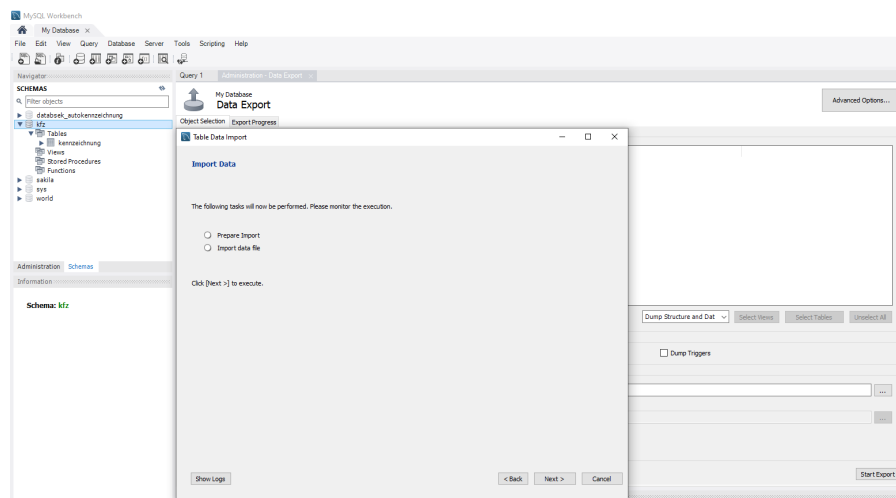 MySQL Workbench
My Database ×
File Edit View Query Database Server Tools Scripting Help
Navigator
Query 1 Administration - Data Export ×
SCHEMAS
Filter objects
databsek_autokennzeichnung
kfz
Tables
kennzeichnung
Views
Stored Procedures
Functions
sakila
sys
world
Administration Schemas
Information
Schema: kfz
My Database
Data Export
Advanced Options...
Object Selection Export Progress
Table Data Import
Import Data
The following tasks will now be performed. Please monitor the execution.
Prepare Import
Import data file
Click [Next >] to execute.
Show Logs
< Back Next > Cancel
Dump Structure and Dat
Select Views Select Tables Unselect All
Dump Triggers
...
...
Start Export